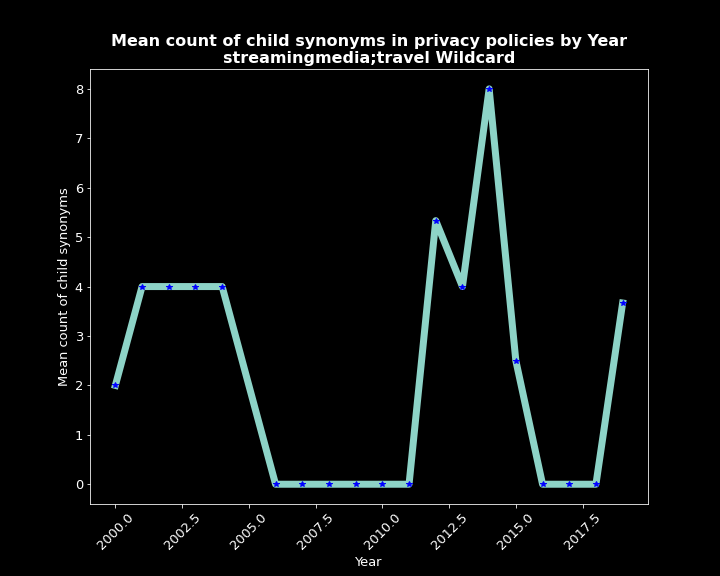 Mean count of child synonyms in privacy policies by Year
streamingmedia;travel Wildcard
8
7
6
5
4
3
2
1
0
Mean count of child synonyms
2000.0 2002.5 2005.0 2007.5 2010.0 2012.5 2015.0 2017.5
Year